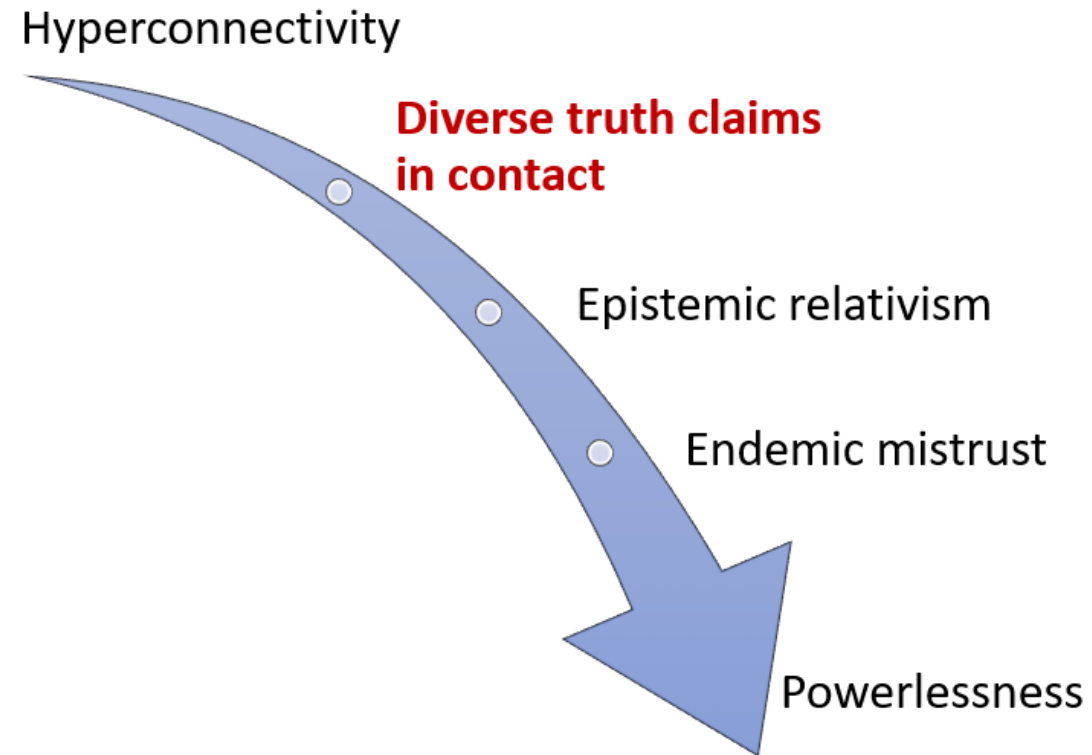 Hyperconnectivity
Diverse truth claims
in contact
Epistemic relativism
Endemic mistrust
Powerlessness